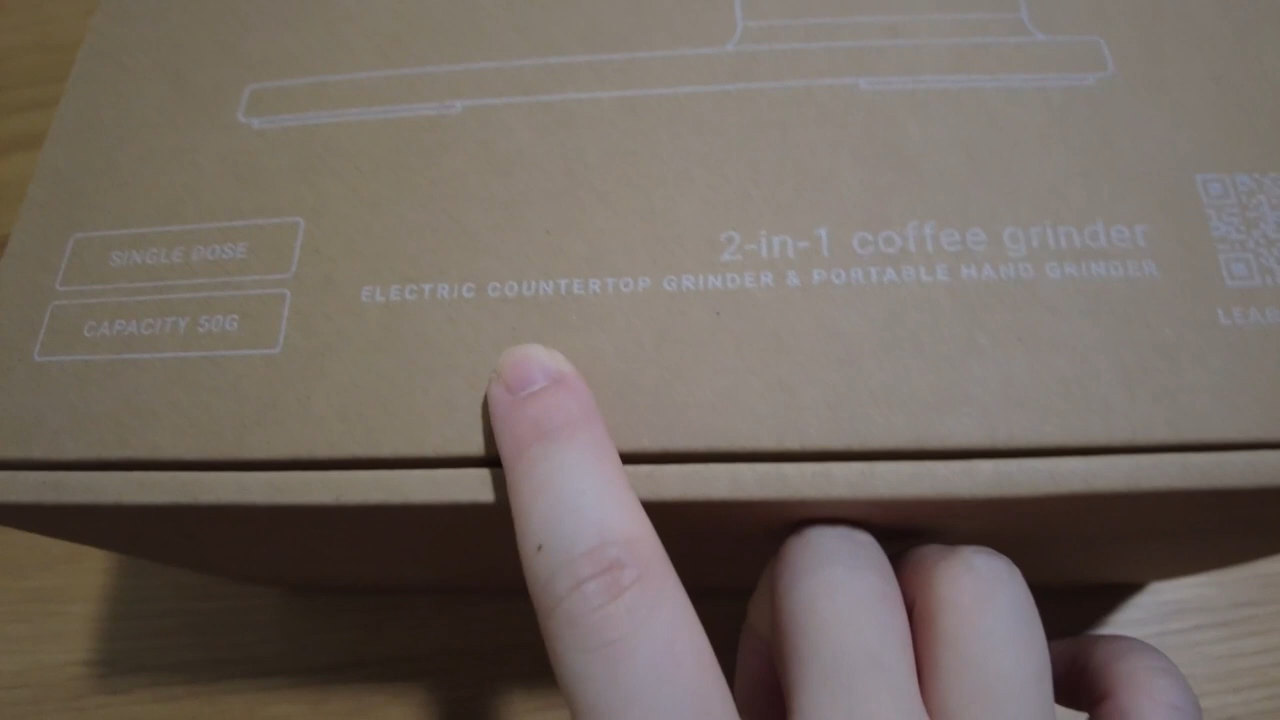 SINGLE DOSE
CAPACITY 50G
2-in-1 coffee grinder
ELECTRIC COUNTERTOP GRINDER & PORTABLE HAND GRINDER